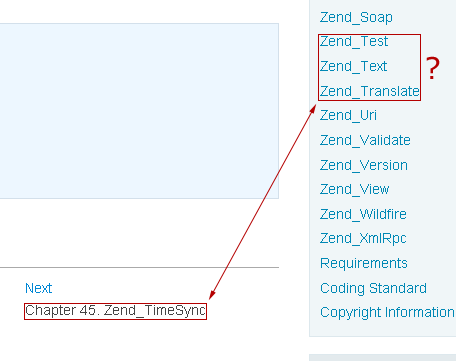 Zend_Soap
Zend_Test
Zend_Text
Zend_Translate
?
Zend_Uri
Zend_Validate
Zend_Version
Zend_View
Zend_Wildfire
Zend_XmlRpc
Requirements
Coding Standard
Copyright Information
Next
Chapter 45. Zend_TimeSync